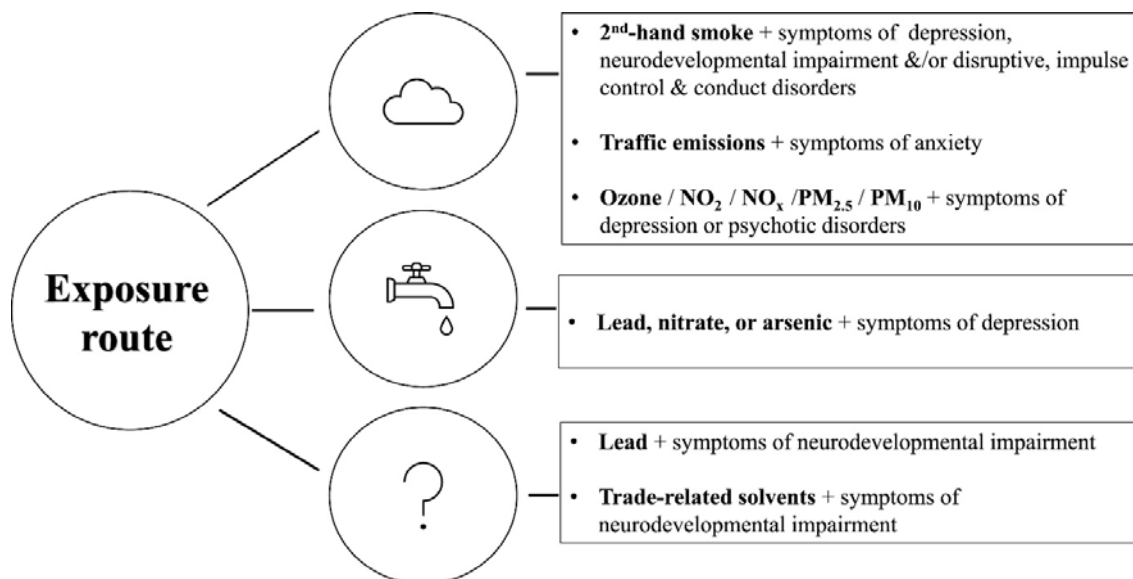 Exposure
route
• 2nd-hand smoke + symptoms of depression,
neurodevelopmental impairment &/or disruptive, impulse
control & conduct disorders
• Traffic emissions + symptoms of anxiety
• Ozone / NO2 / NOx /PM2.5 / PM10 + symptoms of
depression or psychotic disorders
• Lead, nitrate, or arsenic + symptoms of depression
?
• Lead + symptoms of neurodevelopmental impairment
• Trade-related solvents + symptoms of
neurodevelopmental impairment